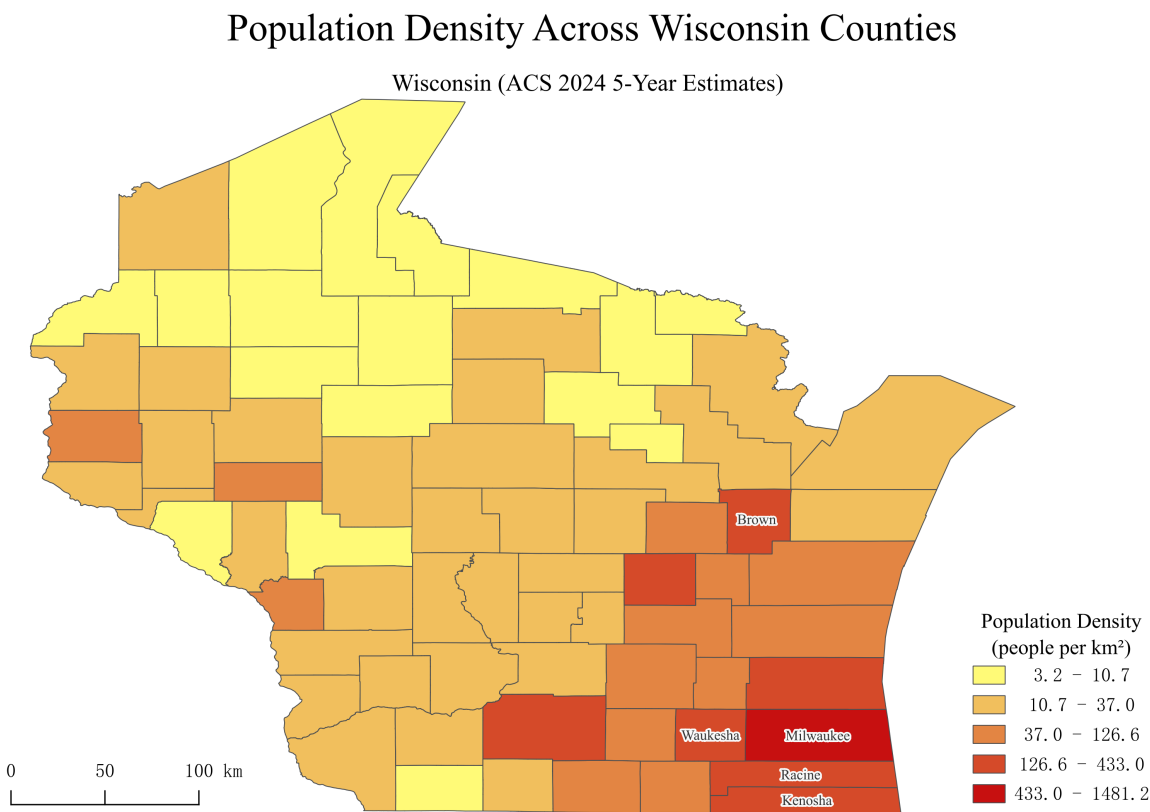 Population Density Across Wisconsin Counties
Wisconsin (ACS 2024 5-Year Estimates)
Brown
Waukesha
Milwaukee
Racine
Kenosha
Population Density
(people per km²)
3.2 – 10.7
10.7 – 37.0
37.0 – 126.6
126.6 – 433.0
433.0 – 1481.2
0 50 100 km